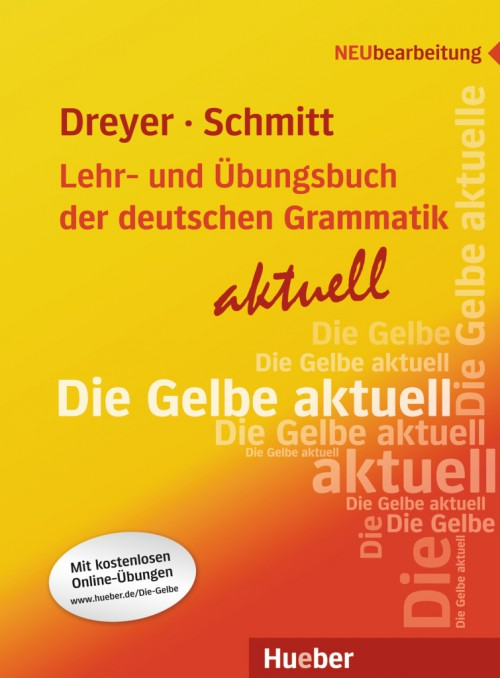 NEUbearbeitung
Dreyer · Schmitt
Lehr- und Übungsbuch
der deutschen Grammatik
aktuell
Die Gelbe aktuelle
Die Gelbe
Die Gelbe aktuell
Die Gelbe aktuell
Die Gelbe aktuell
Die Gelbe aktuell
aktuell
Die Gelbe aktuell
Die
Die Gelbe
Die
Die Gelbe aktuell
Mit kostenlosen
Online-Übungen
www.hueber.de/Die-Gelbe
Hueber